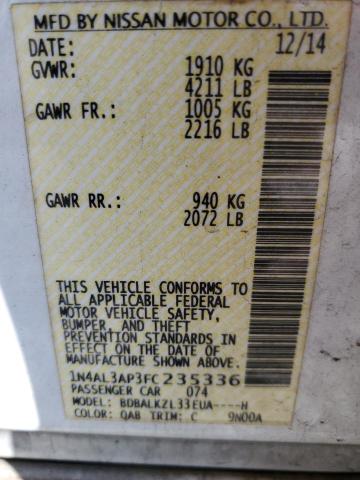 MFD BY NISSAN MOTOR CO., LTD.
DATE: 12/14
GVWR: 1910 KG
4211 LB
GAWR FR.: 1005 KG
2216 LB
GAWR RR.: 940 KG
2072 LB
THIS VEHICLE CONFORMS TO
ALL APPLICABLE FEDERAL
MOTOR VEHICLE SAFETY,
BUMPER, AND THEFT
PREVENTION STANDARDS IN
EFFECT ON THE DATE OF
MANUFACTURE SHOWN ABOVE.
1N4AL3AP3FC235336
PASSENGER CAR 074
MODEL: BDBALKZL33EUA----H
COLOR: QAB TRIM: C 9N00A